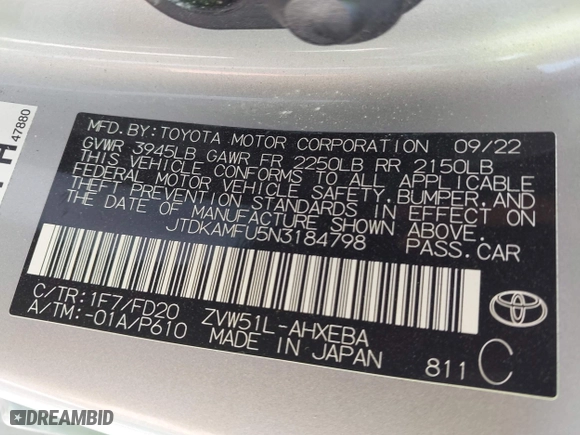 47880
MFD.BY:TOYOTA MOTOR CORPORATION 09/22
GVWR 3945LB GAWR FR 2250LB RR 2150LB
THIS VEHICLE CONFORMS TO ALL APPLICABLE
FEDERAL MOTOR VEHICLE SAFETY,BUMPER,AND
THEFT PREVENTION STANDARDS IN EFFECT ON
THE DATE OF MANUFACTURE SHOWN ABOVE.
JTDKAMFU5N3184798 PASS.CAR
C/TR:1F7/FD20
A/TM:-01A/P610
ZVW51L-AHXEBA
MADE IN JAPAN
TOYOTA
811 C
DREAMBID